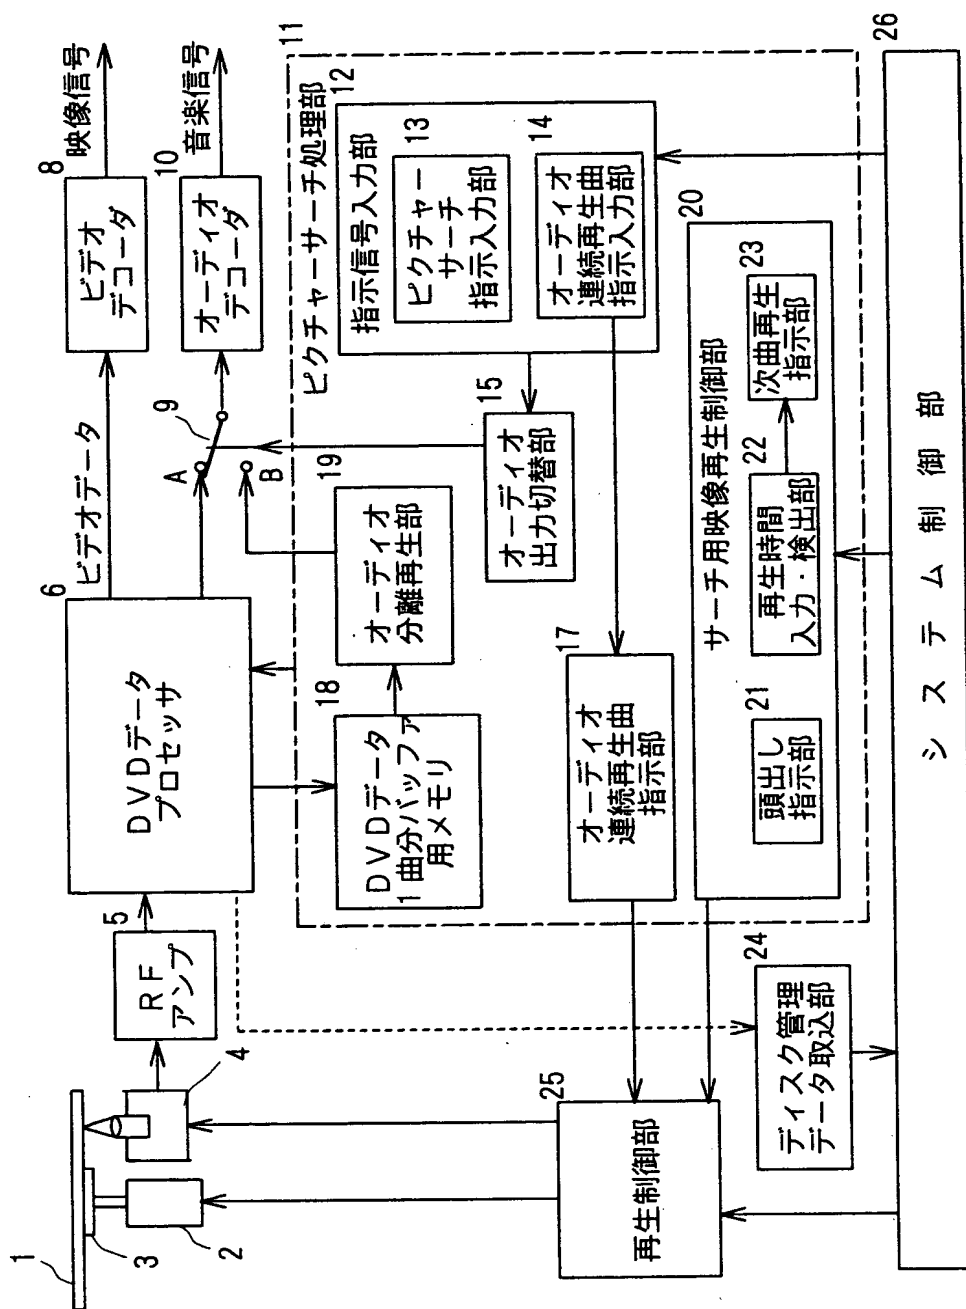 1
3
2
4
5
RF
アンプ
6
DVDデータ
プロセッサ
ビデオデータ
8
ビデオ
デコーダ
映像信号
9
A
B
10
オーディオ
デコーダ
音楽信号
11
ピクチャーサーチ処理部
12
指示信号入力部
13
ピクチャー
サーチ
指示入力部
14
オーディオ
連続再生曲
指示入力部
15
オーディオ
出力切替部
18
DVDデータ
1曲分バッファ
用メモリ
19
オーディオ
分離再生部
17
オーディオ
連続再生曲
指示部
20
サーチ用映像再生制御部
21
頭出し
指示部
22
再生時間
入力・検出部
23
次曲再生
指示部
24
ディスク管理
データ取込部
25
再生制御部
26
システム制御部